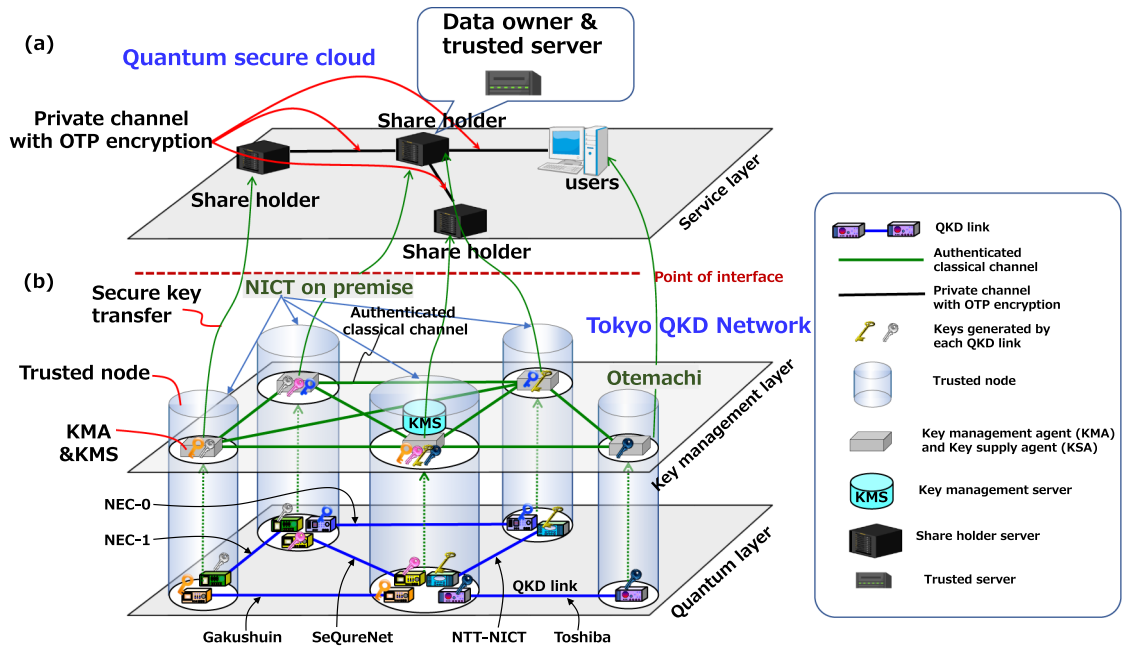 (a)
Data owner &
trusted server
Quantum secure cloud
Private channel
with OTP encryption
Share holder
Share holder
users
Share holder
Service layer
Point of interface
(b)
NICT on premise
Secure key
transfer
Authenticated
classical channel
Tokyo QKD Network
Trusted node
Otemachi
KMS
KMA
&KMS
Key management layer
NEC-0
NEC-1
QKD link
Quantum layer
Gakushuin
SeQureNet
NTT-NICT
Toshiba
QKD link
Authenticated
classical channel
Private channel
with OTP encryption
Keys generated by
each QKD link
Trusted node
Key management agent (KMA)
and Key supply agent (KSA)
KMS
Key management server
Share holder server
Trusted server